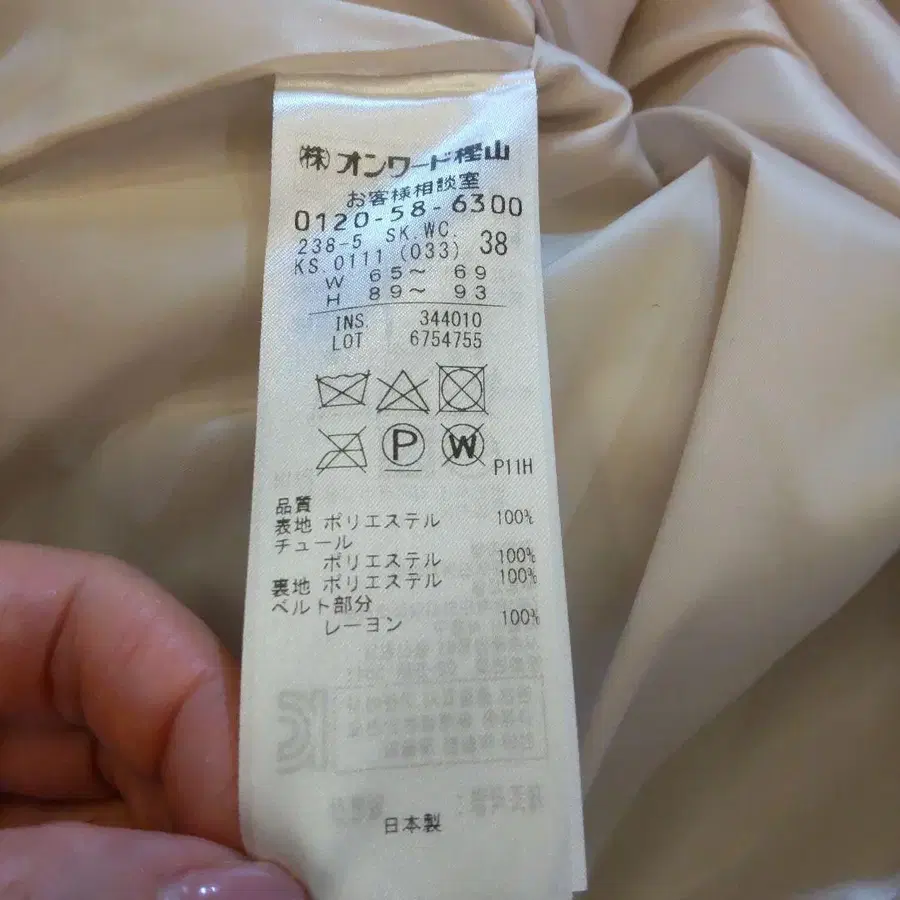 ㈱オンワード樫山
お客様相談室
0120-58-6300
238-5 SK.WC.
KS.0111 (033) 38
W 65～ 69
H 89～ 93
INS. 344010
LOT 6754755
P W P11H
品質
表地 ポリエステル 100%
チュール
ポリエステル 100%
裏地 ポリエステル 100%
ベルト部分
レーヨン 100%
日本製